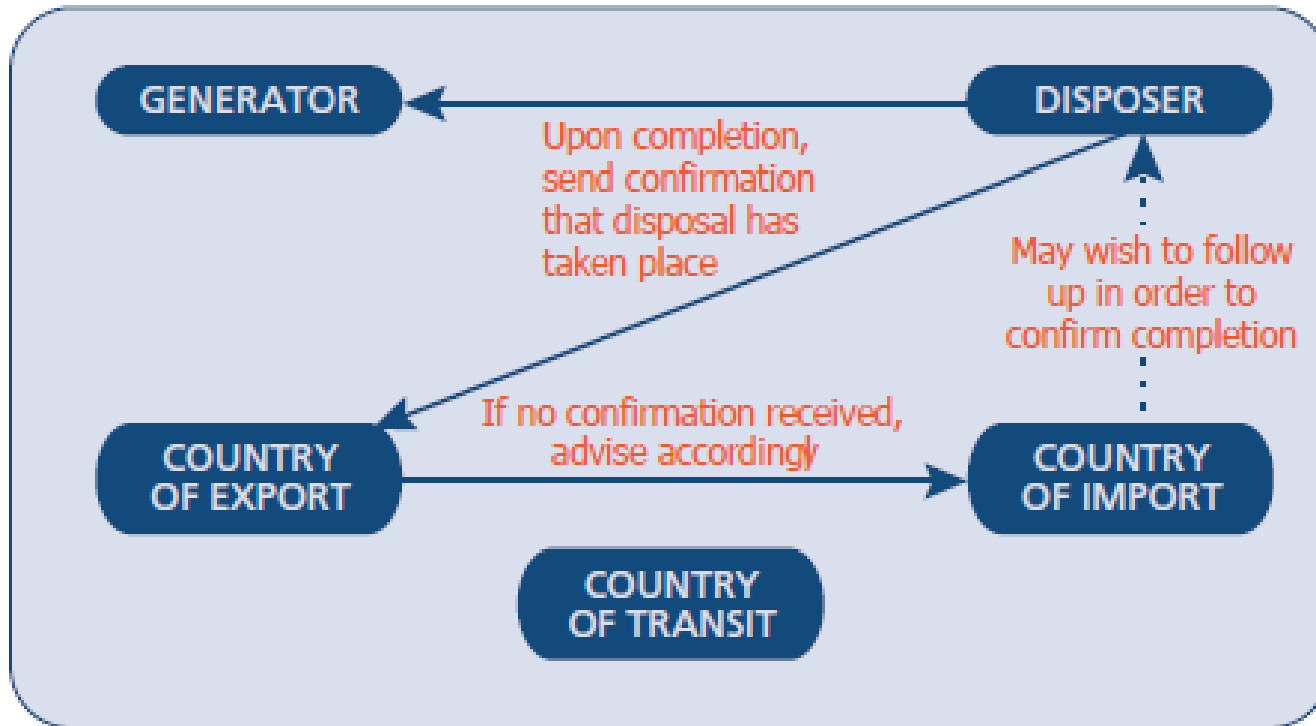 GENERATOR
DISPOSER
Upon completion,
send confirmation
that disposal has
taken place
May wish to follow
up in order to
confirm completion
If no confirmation received,
advise accordingly
COUNTRY
OF EXPORT
COUNTRY
OF IMPORT
COUNTRY
OF TRANSIT